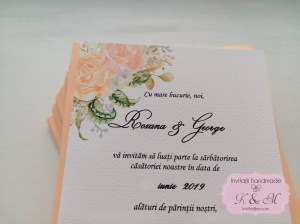 Cu mare bucurie, noi,
Roxana & George
vă invităm să luați parte la sărbătorirea
căsătoriei noastre în data de
iunie 2019
alături de părinții noștri,
Invitații handmade
K & M